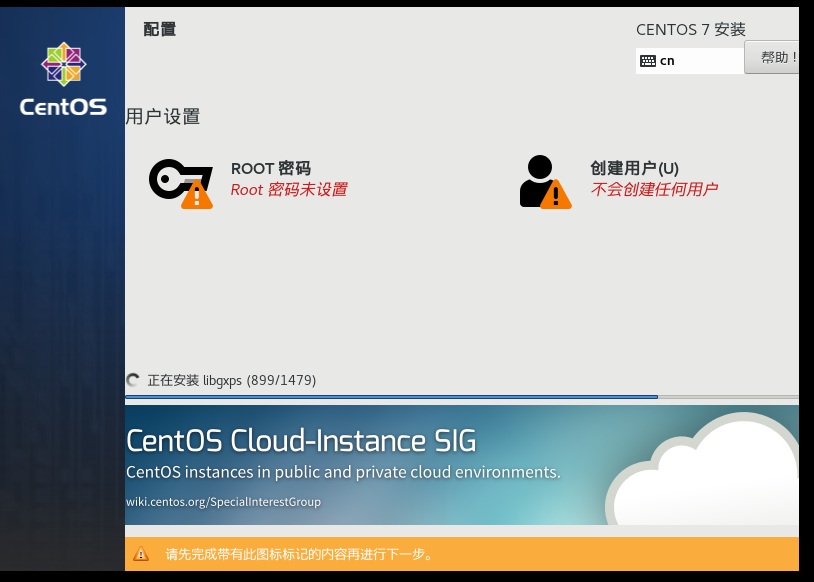 配置
CENTOS 7 安装
cn
帮助！
CentOS
用户设置
ROOT 密码
Root 密码未设置
创建用户(U)
不会创建任何用户
正在安装 libgxps (899/1479)
CentOS Cloud-Instance SIG
CentOS instances in public and private cloud environments.
wiki.centos.org/SpecialInterestGroup
请先完成带有此图标标记的内容再进行下一步。